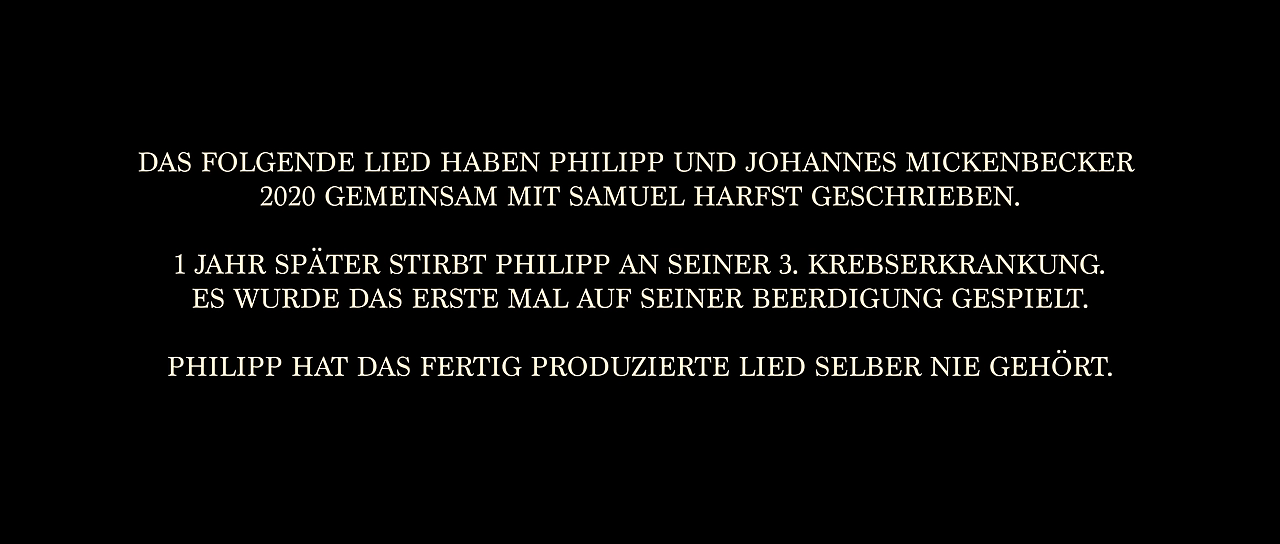 DAS FOLGENDE LIED HABEN PHILIPP UND JOHANNES MICKENBECKER
2020 GEMEINSAM MIT SAMUEL HARFST GESCHRIEBEN.
1 JAHR SPÄTER STIRBT PHILIPP AN SEINER 3. KREBSERKRANKUNG.
ES WURDE DAS ERSTE MAL AUF SEINER BEERDIGUNG GESPIELT.
PHILIPP HAT DAS FERTIG PRODUZIERTE LIED SELBER NIE GEHÖRT.